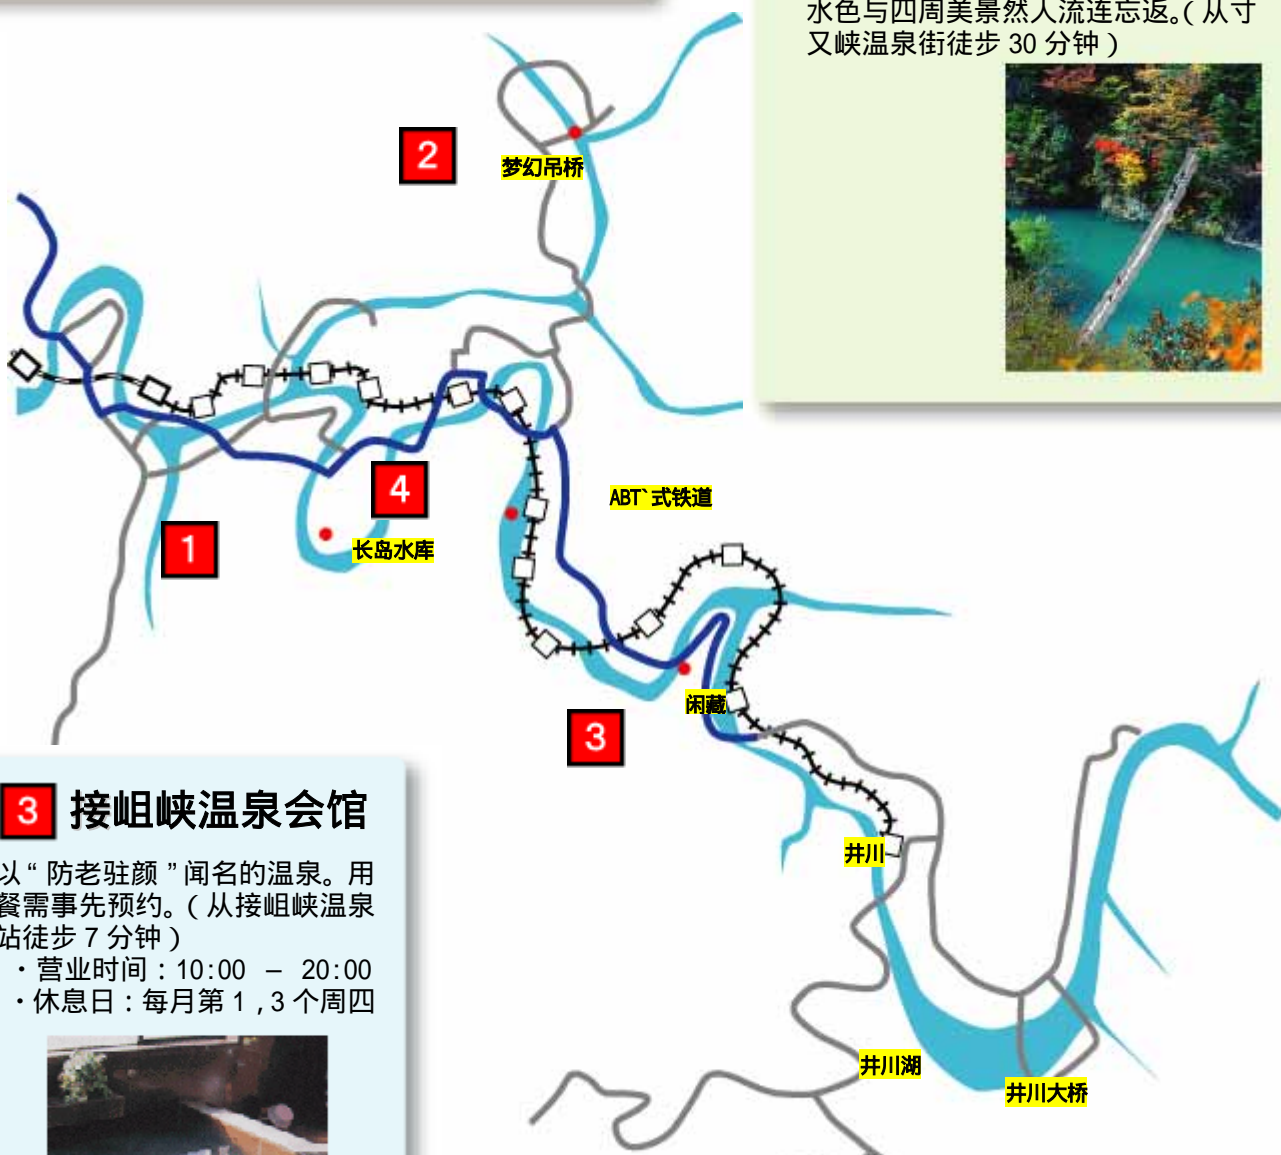 水色与四周美景然人流连忘返。（从寸
又峡温泉街徒步 30 分钟）
2
梦幻吊桥
ABT`式铁道
4
长岛水库
1
闲藏
3
3 接岨峡温泉会馆
以“防老驻颜”闻名的温泉。用
餐需事先预约。（从接岨峡温泉
站徒步 7 分钟）
・营业时间：10:00 – 20:00
・休息日：每月第 1 , 3 个周四
井川
井川湖
井川大桥